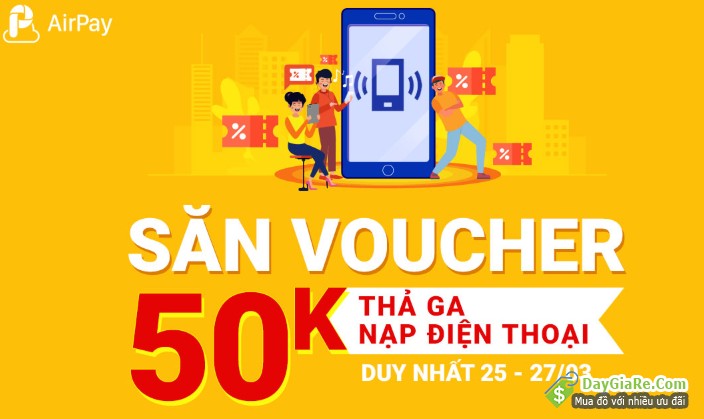 AirPay
SĂN VOUCHER
50K
THẢ GA
NẠP ĐIỆN THOẠI
DUY NHẤT 25 - 27/03
DayGiaRe.Com
Mua đồ với nhiều ưu đãi